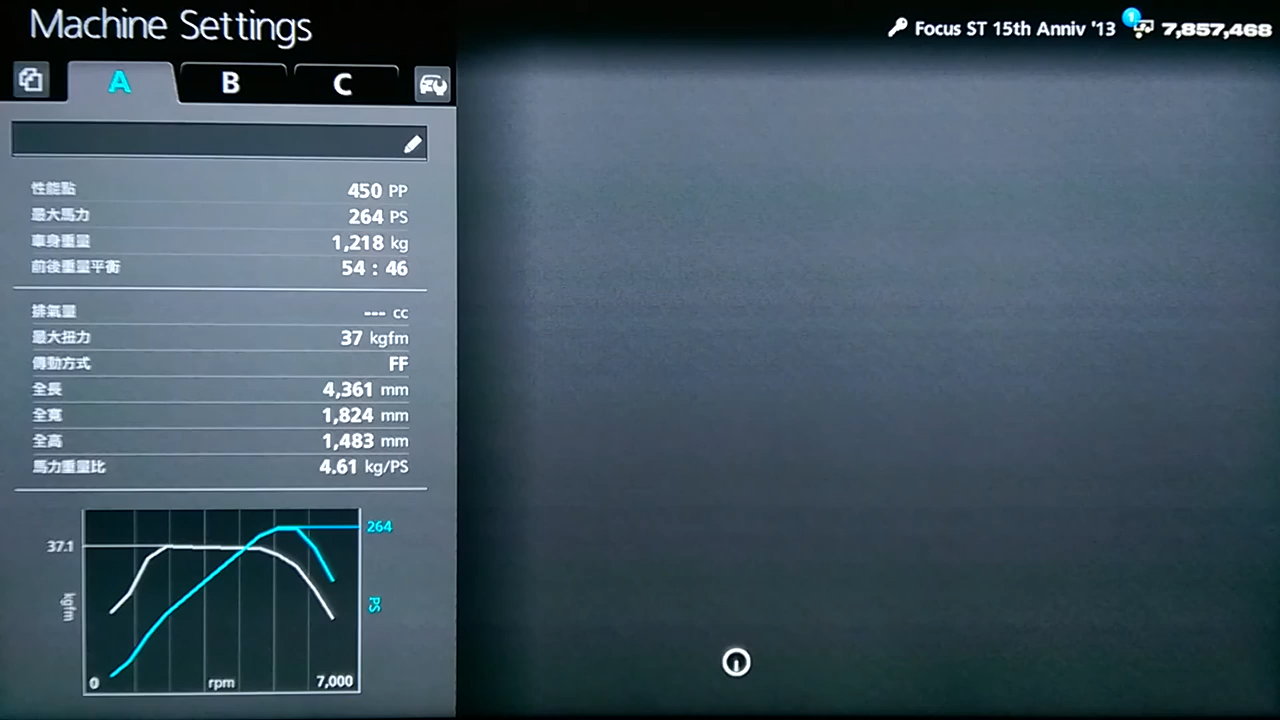 Machine Settings
Focus ST 15th Anniv '13
1
7,857,468
A
B
C
性能點 450 PP
最大馬力 264 PS
車身重量 1,218 kg
前後重量平衡 54 : 46
排氣量 --- cc
最大扭力 37 kgfm
傳動方式 FF
全長 4,361 mm
全寬 1,824 mm
全高 1,483 mm
馬力重量比 4.61 kg/PS
264
37.1
kgfm
PS
0 rpm 7,000